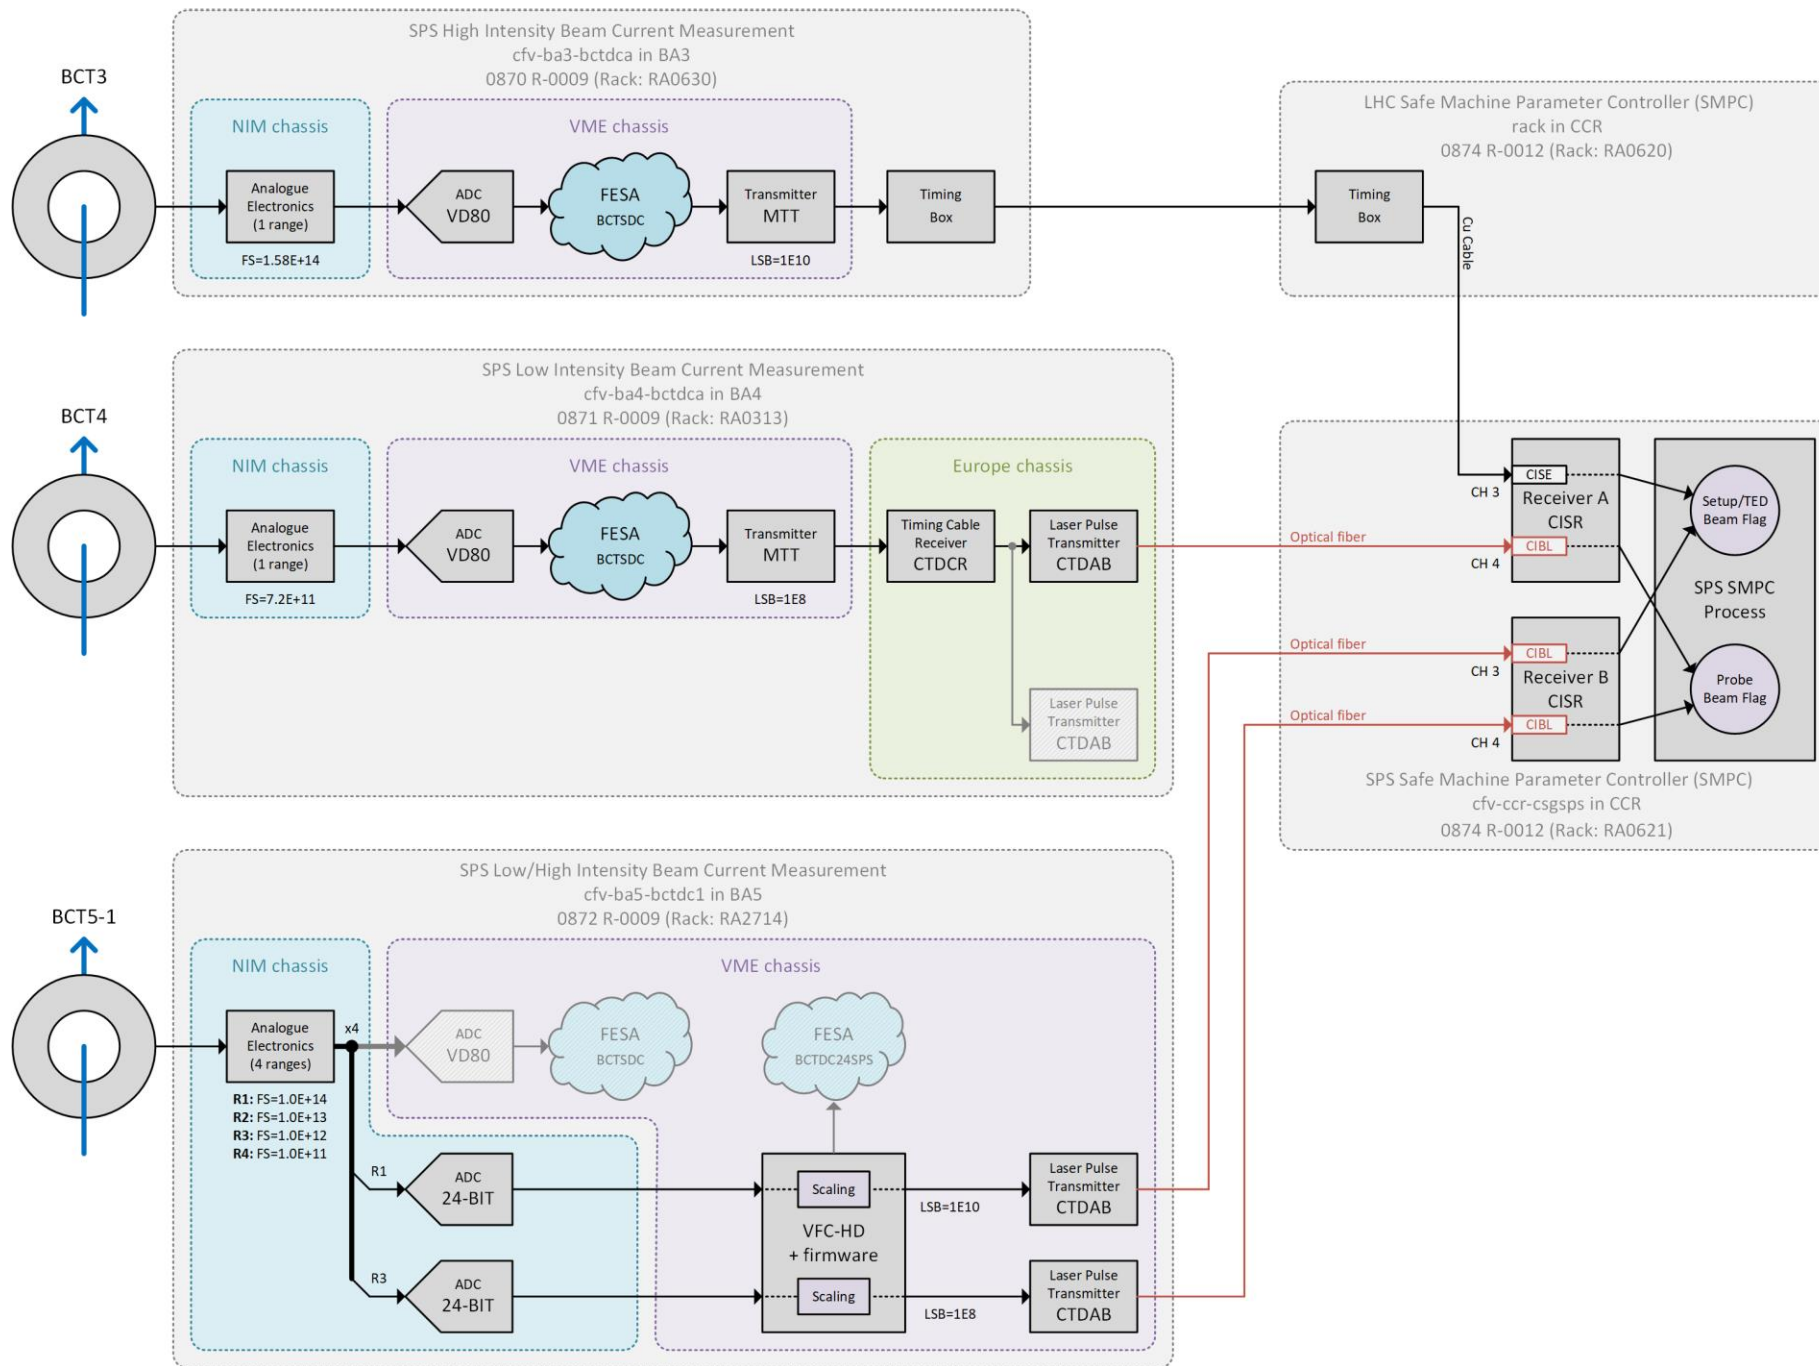 SPS High Intensity Beam Current Measurement
cfv-ba3-bctdca in BA3
0870 R-0009 (Rack: RA0630)
BCT3
NIM chassis
VME chassis
Analogue
Electronics
(1 range)
FS=1.58E+14
ADC
VD80
FESA
BCTSDC
Transmitter
MTT
LSB=1E10
Timing
Box
LHC Safe Machine Parameter Controller (SMPC)
rack in CCR
0874 R-0012 (Rack: RA0620)
Timing
Box
Cu Cable
SPS Low Intensity Beam Current Measurement
cfv-ba4-bctdca in BA4
0871 R-0009 (Rack: RA0313)
BCT4
NIM chassis
VME chassis
Europe chassis
Analogue
Electronics
(1 range)
FS=7.2E+11
ADC
VD80
FESA
BCTSDC
Transmitter
MTT
LSB=1E8
Timing Cable
Receiver
CTDCR
Laser Pulse
Transmitter
CTDAB
Laser Pulse
Transmitter
CTDAB
Optical fiber
Optical fiber
Optical fiber
CH 3
CISE
Receiver A
CISR
CIBL
CH 4
CIBL
CH 3
Receiver B
CISR
CIBL
CH 4
Setup/TED
Beam Flag
SPS SMPC
Process
Probe
Beam Flag
SPS Safe Machine Parameter Controller (SMPC)
cfv-ccr-csgsps in CCR
0874 R-0012 (Rack: RA0621)
SPS Low/High Intensity Beam Current Measurement
cfv-ba5-bctdc1 in BA5
0872 R-0009 (Rack: RA2714)
BCT5-1
NIM chassis
VME chassis
Analogue
Electronics
(4 ranges)
x4
R1: FS=1.0E+14
R2: FS=1.0E+13
R3: FS=1.0E+12
R4: FS=1.0E+11
ADC
VD80
FESA
BCTSDC
FESA
BCTDC24SPS
R1
ADC
24-BIT
R3
ADC
24-BIT
Scaling
VFC-HD
+ firmware
Scaling
LSB=1E10
LSB=1E8
Laser Pulse
Transmitter
CTDAB
Laser Pulse
Transmitter
CTDAB